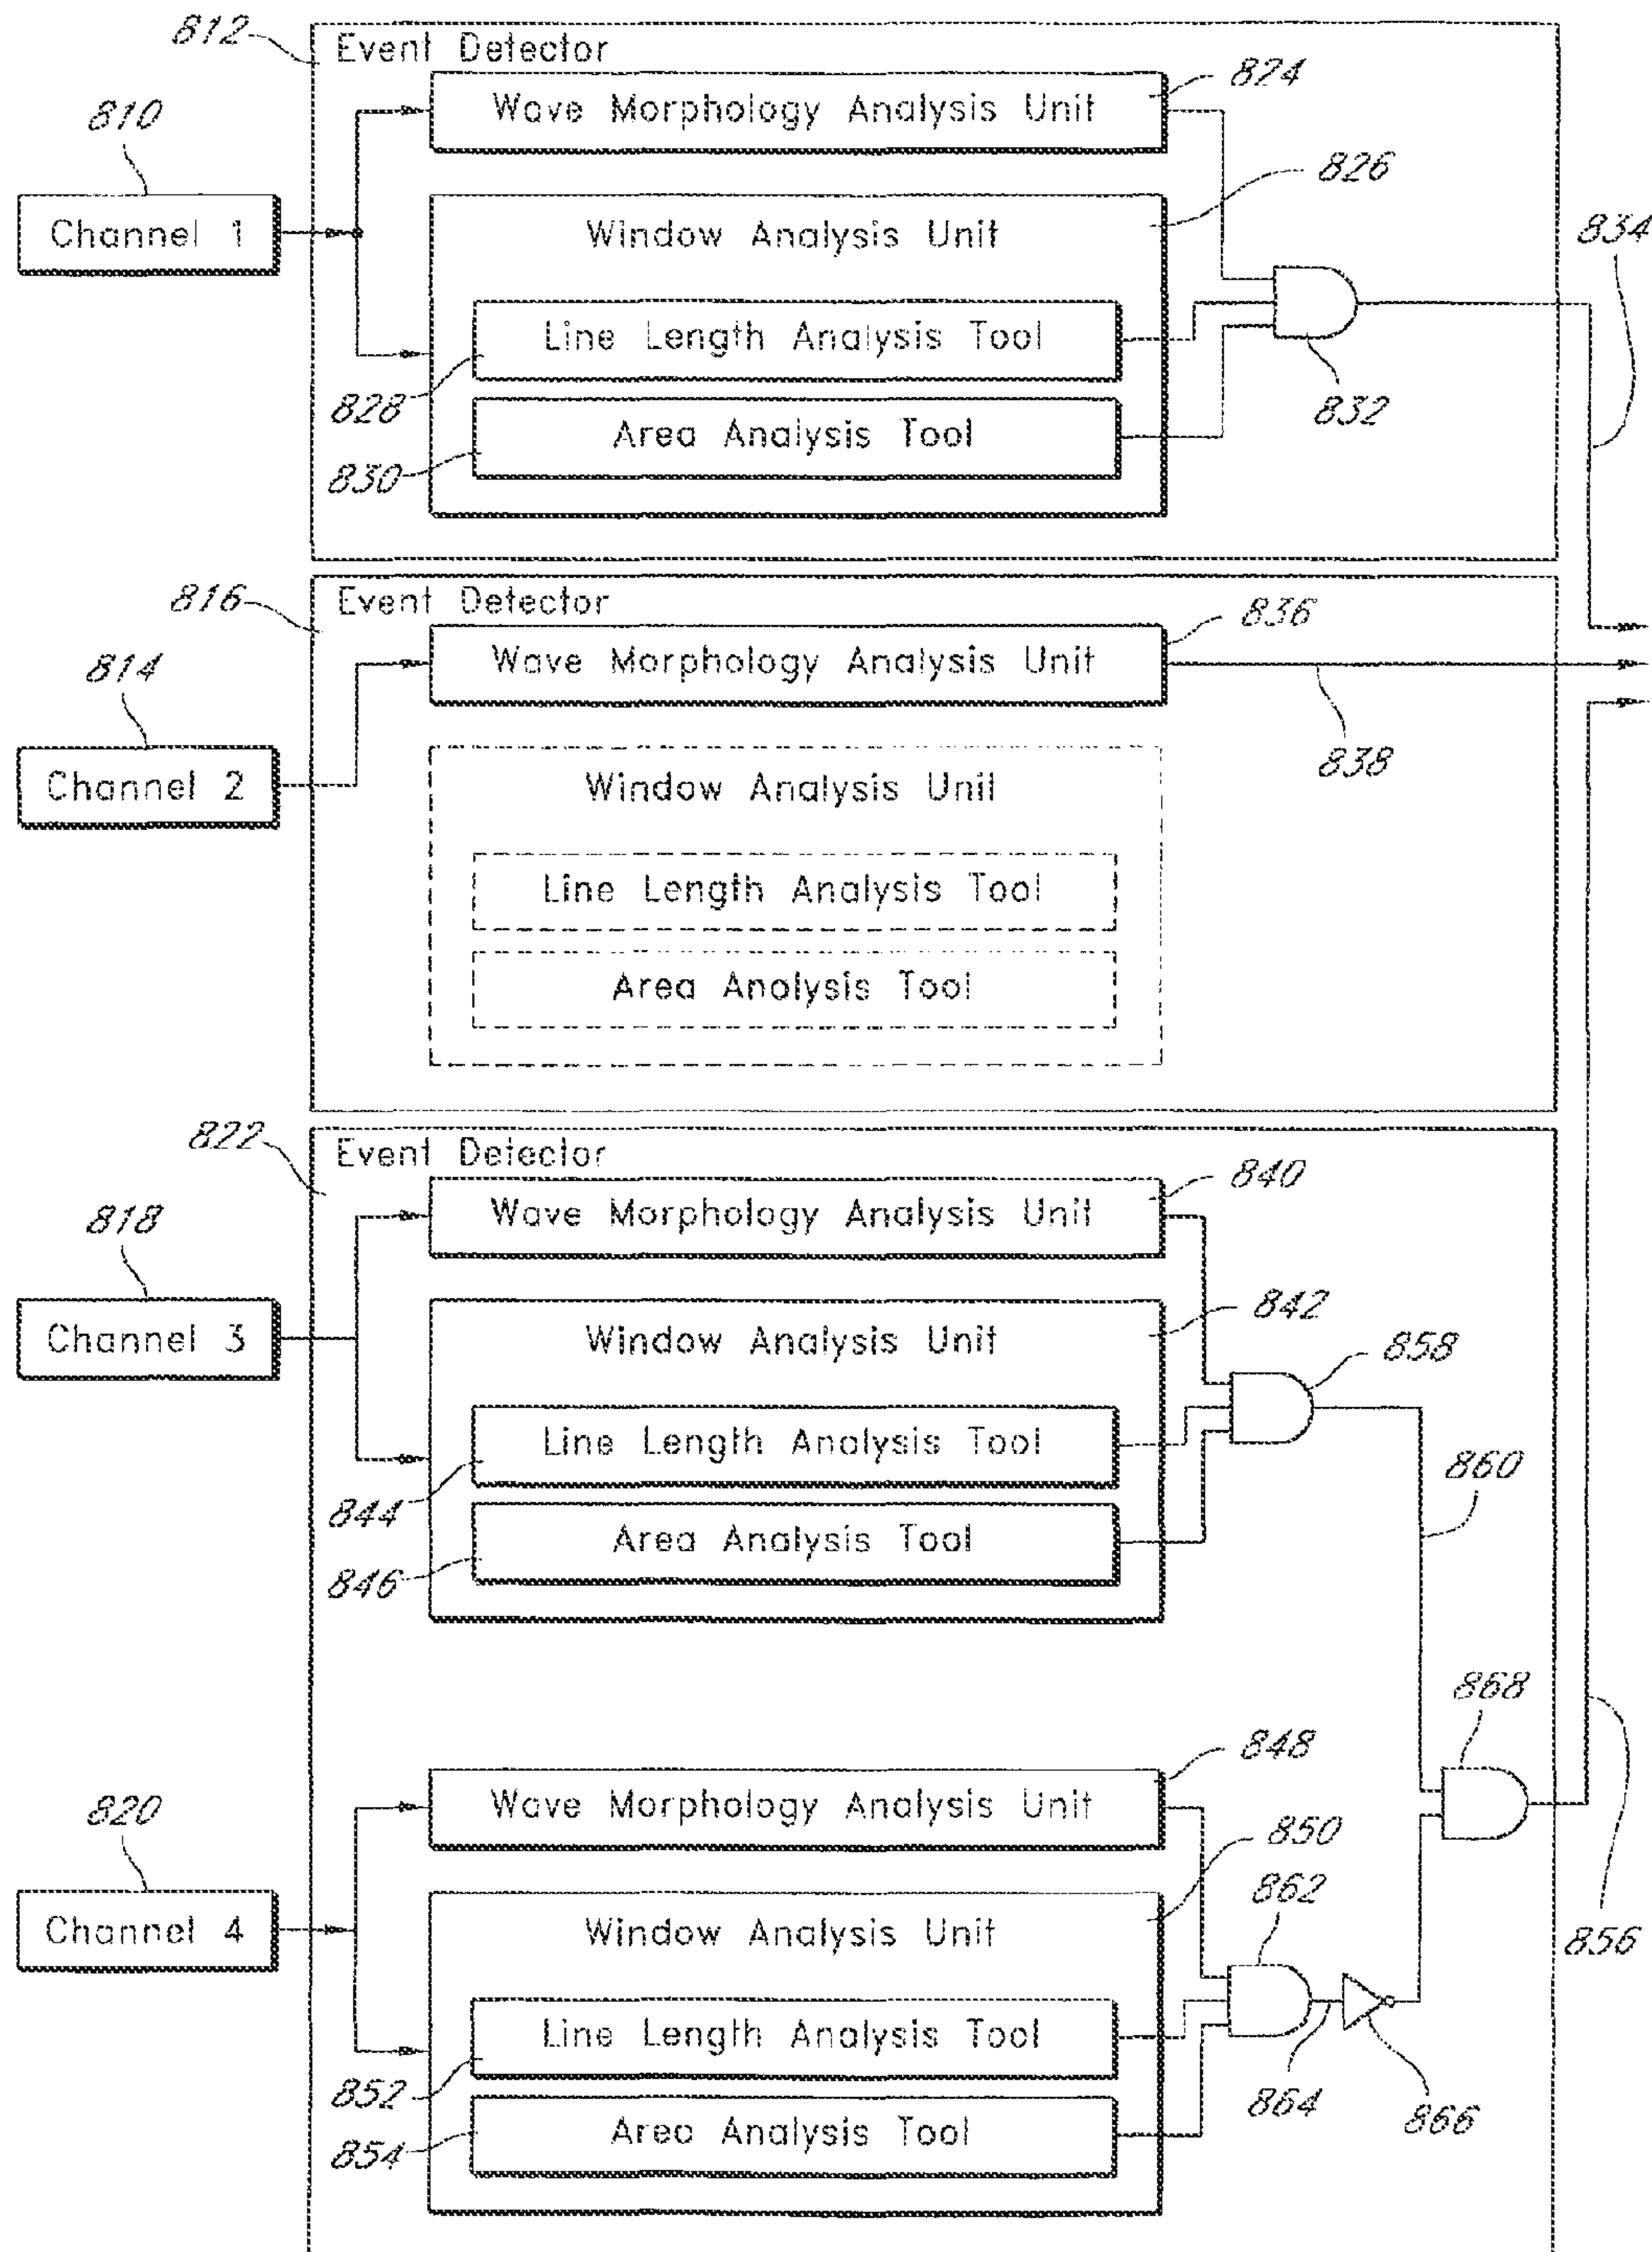 812
Event Detector
824
Wave Morphology Analysis Unit
810
826
Channel 1
Window Analysis Unit
834
Line Length Analysis Tool
828
832
Area Analysis Tool
830
816
Event Detector
836
Wave Morphology Analysis Unit
814
838
Channel 2
Window Analysis Unit
Line Length Analysis Tool
Area Analysis Tool
822
Event Detector
840
Wave Morphology Analysis Unit
818
842
Channel 3
Window Analysis Unit
858
Line Length Analysis Tool
860
844
Area Analysis Tool
846
868
848
Wave Morphology Analysis Unit
820
850
862
Channel 4
Window Analysis Unit
856
Line Length Analysis Tool
852
864
866
Area Analysis Tool
854